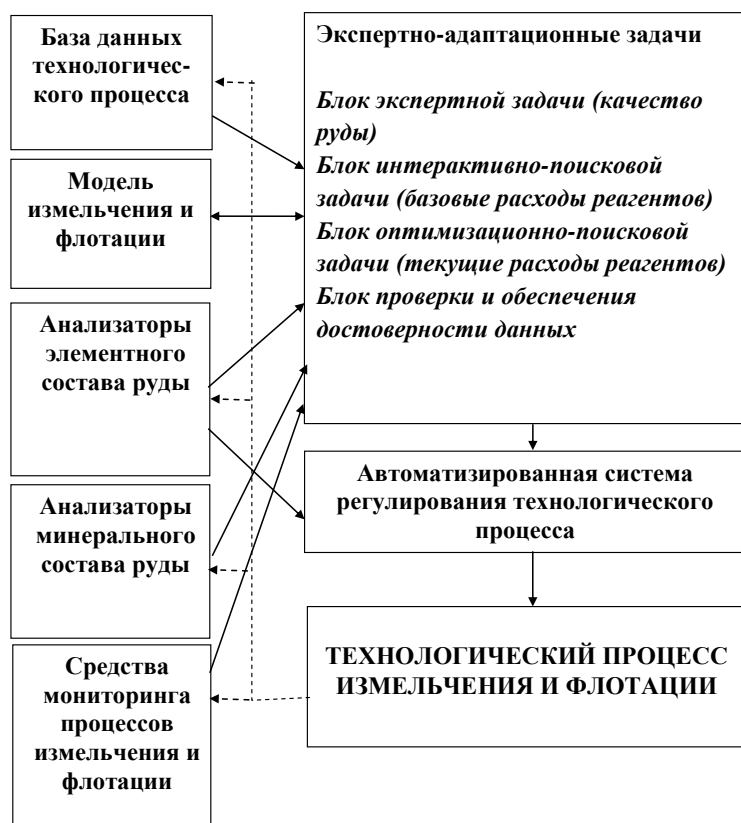 База данных
технологичес-
кого процесса
Модель
измельчения и
флотации
Анализаторы
элементного
состава руды
Анализаторы
минерального
состава руды
Средства
мониторинга
процессов
измельчения и
флотации
Экспертно-адаптационные задачи
Блок экспертной задачи (качество
руды)
Блок интерактивно-поисковой
задачи (базовые расходы реагентов)
Блок оптимизационно-поисковой
задачи (текущие расходы реагентов)
Блок проверки и обеспечения
достоверности данных
Автоматизированная система
регулирования технологического
процесса
ТЕХНОЛОГИЧЕСКИЙ ПРОЦЕСС
ИЗМЕЛЬЧЕНИЯ И ФЛОТАЦИИ